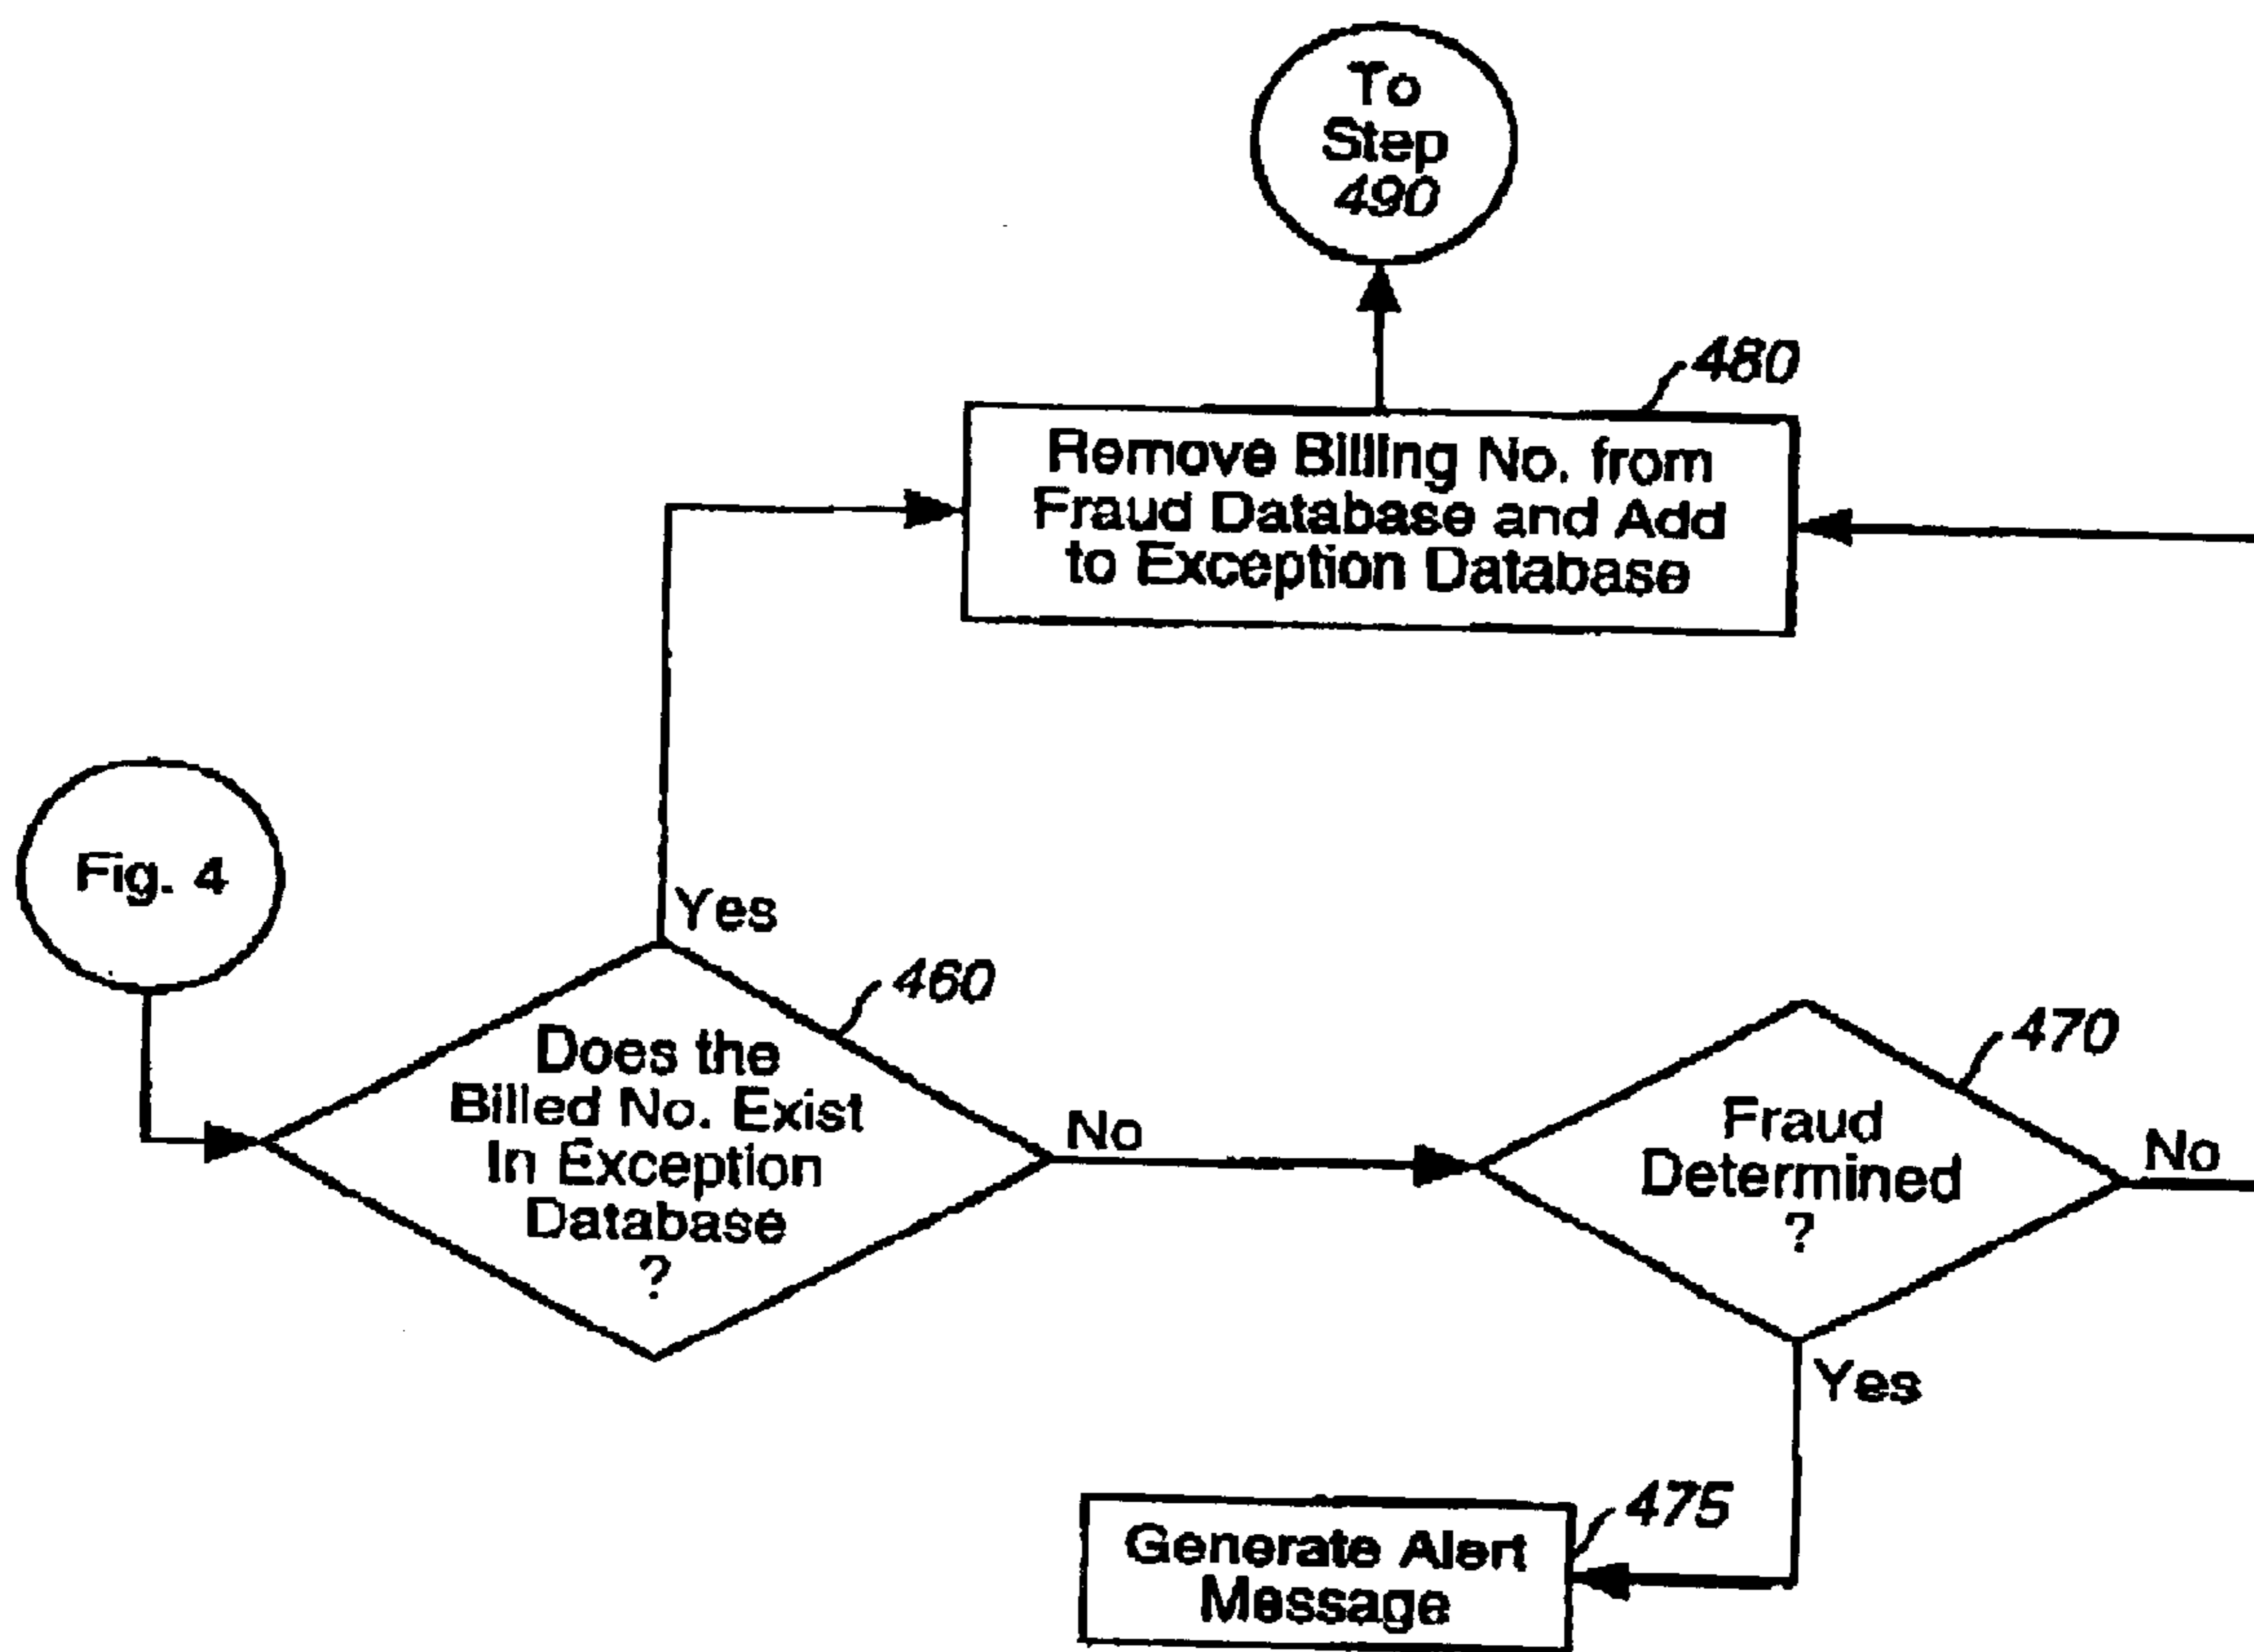 To
Step
490
480
Remove Billing No. from
Fraud Database and Add
to Exception Database
Fig. 4
Yes
460
Does the
Billed No. Exist
In Exception
Database
?
No
470
Fraud
Determined
?
No
Yes
475
Generate Alert
Message